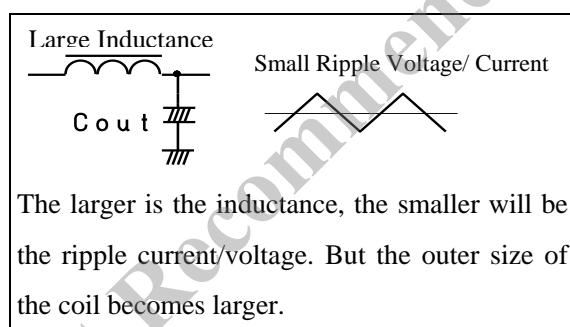 Large Inductance
Small Ripple Voltage/ Current
Cout
The larger is the inductance, the smaller will be
the ripple current/voltage. But the outer size of
the coil becomes larger.
Recommen